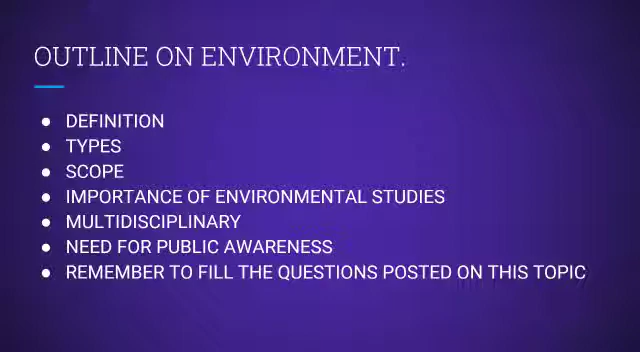 OUTLINE ON ENVIRONMENT.
● DEFINITION
● TYPES
● SCOPE
● IMPORTANCE OF ENVIRONMENTAL STUDIES
● MULTIDISCIPLINARY
● NEED FOR PUBLIC AWARENESS
● REMEMBER TO FILL THE QUESTIONS POSTED ON THIS TOPIC